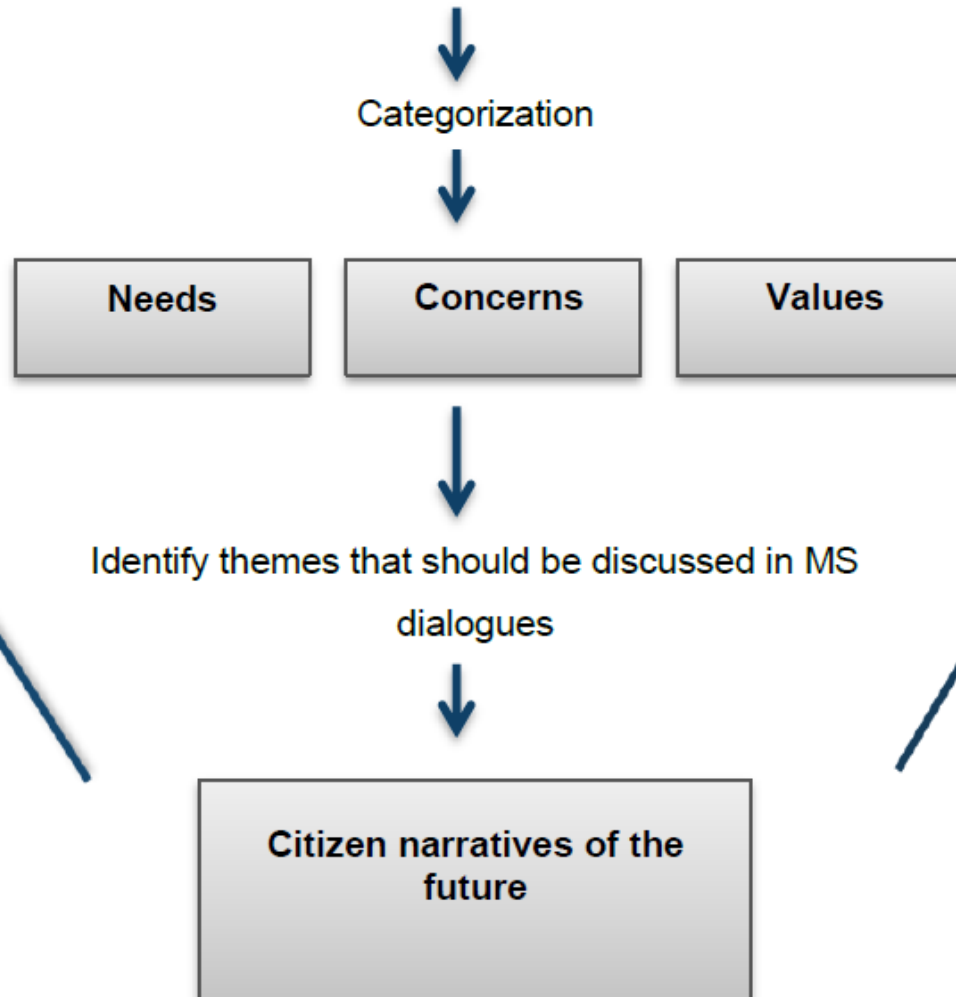 Categorization
Needs
Concerns
Values
Identify themes that should be discussed in MS
dialogues
Citizen narratives of the
future